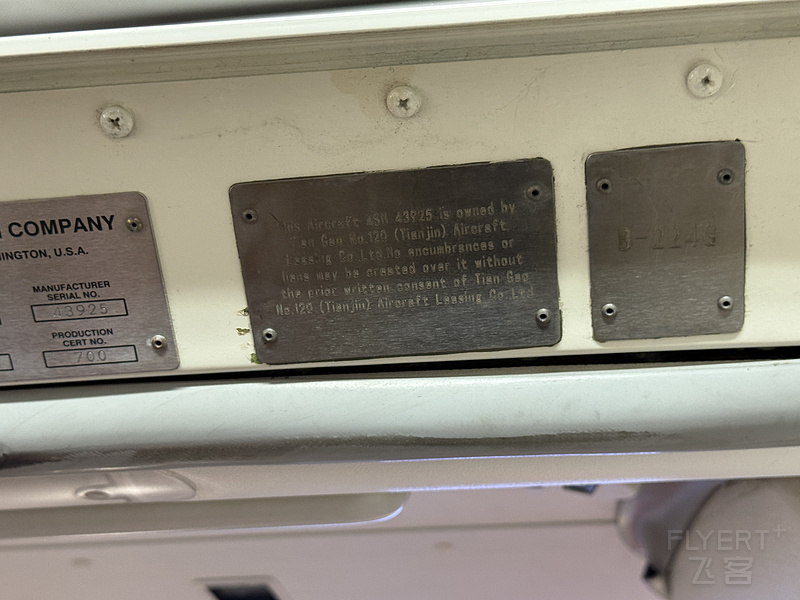 COMPANY
INGTON, U.S.A.
MANUFACTURER
SERIAL NO.
43925
PRODUCTION
CERT NO.
700
This Aircraft MSN 43925 is owned by
Tian Gao No.120 (Tianjin) Aircraft
Leasing Co.Ltd No encumbrances or
liens may be created over it without
the prior written consent of Tian Gao
No.120 (Tianjin) Aircraft Leasing Co.Ltd
FLYERT+
飞客